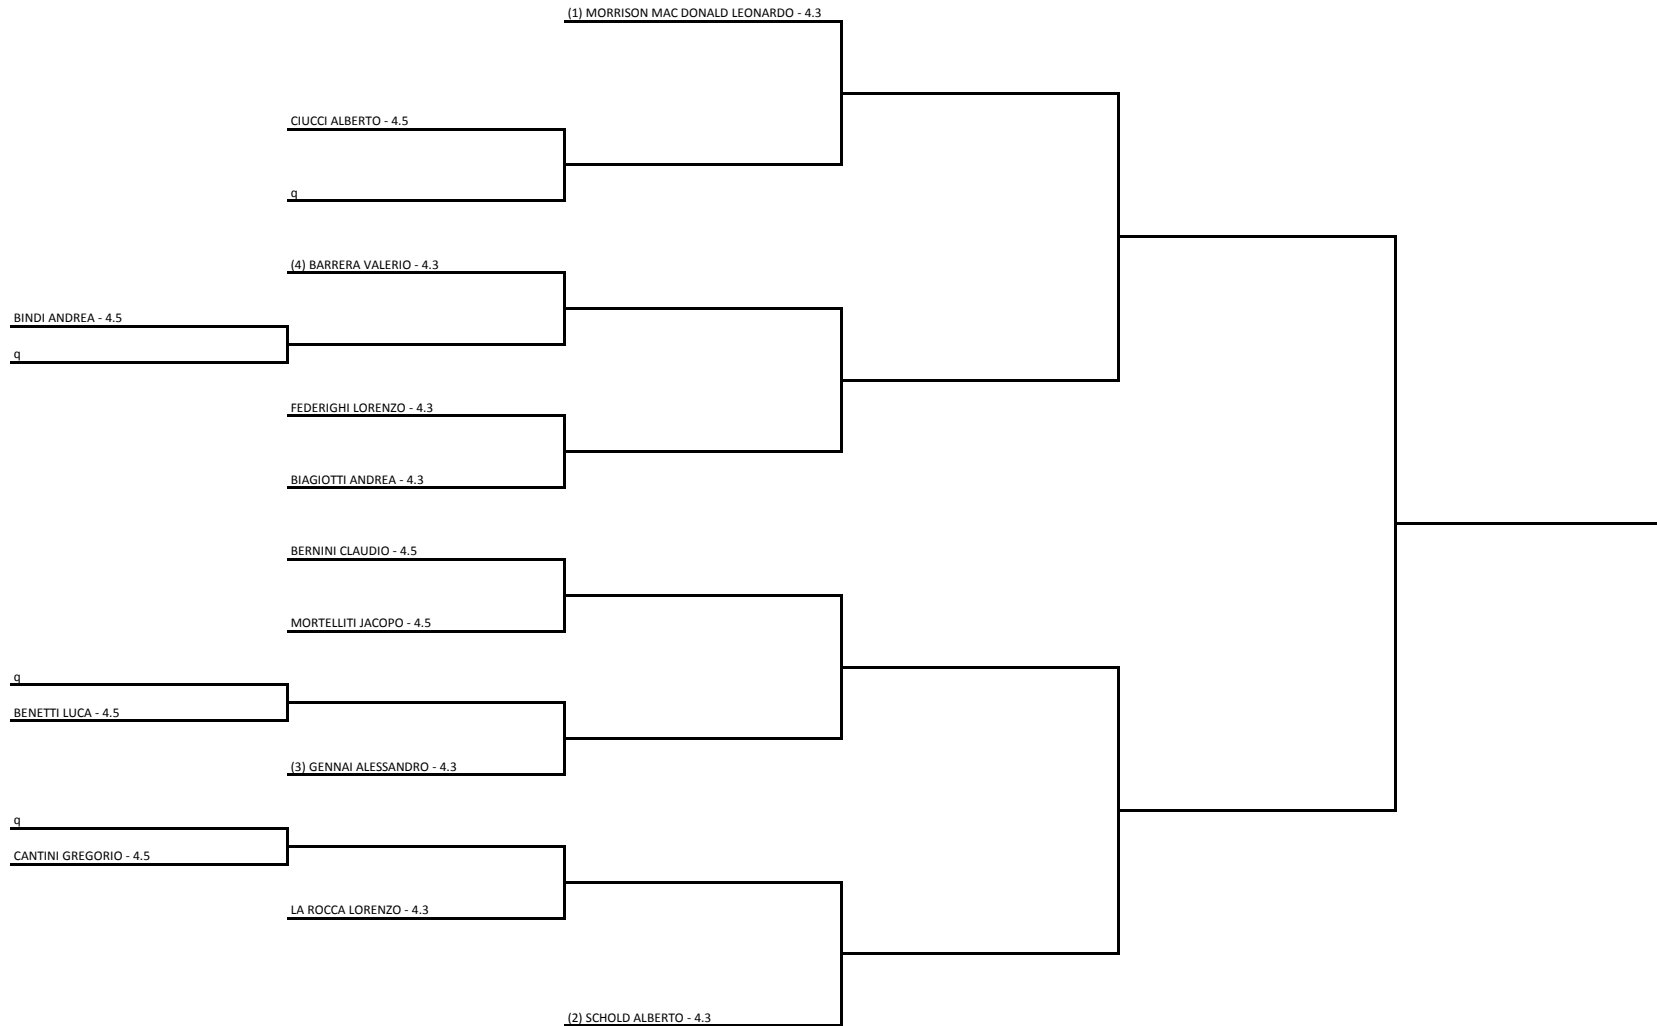 (1) MORRISON MAC DONALD LEONARDO - 4.3
CIUCCI ALBERTO - 4.5
q
(4) BARRERA VALERIO - 4.3
BINDI ANDREA - 4.5
q
FEDERIGHI LORENZO - 4.3
BIAGIOTTI ANDREA - 4.3
BERNINI CLAUDIO - 4.5
MORTELLITI JACOPO - 4.5
q
BENETTI LUCA - 4.5
(3) GENNAI ALESSANDRO - 4.3
q
CANTINI GREGORIO - 4.5
LA ROCCA LORENZO - 4.3
(2) SCHOLD ALBERTO - 4.3